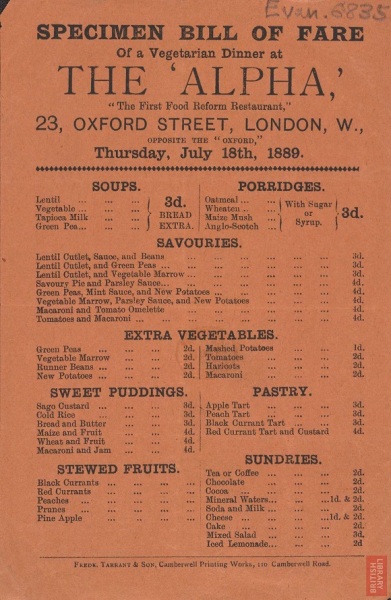 Evan. 6835
SPECIMEN BILL OF FARE
Of a Vegetarian Dinner at
THE 'ALPHA,'
"The First Food Reform Restaurant,"
23, OXFORD STREET, LONDON, W.,
OPPOSITE THE "OXFORD,"
Thursday, July 18th, 1889.
SOUPS.
Lentil ... ... ...
Vegetable ... ... ...
Tapioca Milk ... ...
Green Pea... ... ...
3d.
BREAD
EXTRA.
PORRIDGES.
Oatmeal ... ... ...
Wheaten ... ... ...
Maize Mush ... ...
Anglo-Scotch ... ...
With Sugar
or
Syrup.
3d.
SAVOURIES.
Lentil Cutlet, Sauce, and Beans ... ... ... ... ... 3d.
Lentil Cutlet, and Green Peas ... ... ... ... ... ... 3d.
Lentil Cutlet, and Vegetable Marrow ... ... ... ... ... 3d.
Savoury Pie and Parsley Sauce... ... ... ... ... ... 4d.
Green Peas, Mint Sauce, and New Potatoes ... ... ... ... 4d.
Vegetable Marrow, Parsley Sauce, and New Potatoes ... ... ... 4d.
Macaroni and Tomato Omelette ... ... ... ... ... 4d.
Tomatoes and Macaroni ... ... ... ... ... ... 4d.
EXTRA VEGETABLES.
Green Peas ... ... ... 2d.
Vegetable Marrow ... ... 2d.
Runner Beans ... ... ... 2d.
New Potatoes ... ... ... 2d.
Mashed Potatoes ... ... 1d.
Tomatoes ... ... ... 2d.
Haricots ... ... ... 2d.
Macaroni ... ... ... 2d.
SWEET PUDDINGS.
Sago Custard ... ... ... 3d.
Cold Rice ... ... ... 3d.
Bread and Butter ... ... 3d.
Maize and Fruit ... ... 4d.
Wheat and Fruit ... ... 4d.
Macaroni and Jam ... ... 4d.
PASTRY.
Apple Tart ... ... ... 3d.
Peach Tart ... ... ... 3d.
Black Currant Tart ... ... 3d.
Red Currant Tart and Custard 4d.
STEWED FRUITS.
Black Currants ... ... ... 2d.
Red Currants ... ... ... 2d.
Peaches ... ... ... 2d.
Prunes ... ... ... 2d.
Pine Apple ... ... ... 2d.
SUNDRIES.
Tea or Coffee ... ... ... 2d.
Chocolate ... ... ... 2d.
Cocoa ... ... ... 2d.
Mineral Waters... ... 1d. & 2d.
Soda and Milk ... ... ... 2d.
Cheese ... ... ... 1d. & 2d.
Cake ... ... ... 2d.
Mixed Salad ... ... ... 3d.
Iced Lemonade... ... ... 2d
FREDK. TARRANT & SON, Camberwell Printing Works, 110 Camberwell Road.
BRITISH
LIBRARY